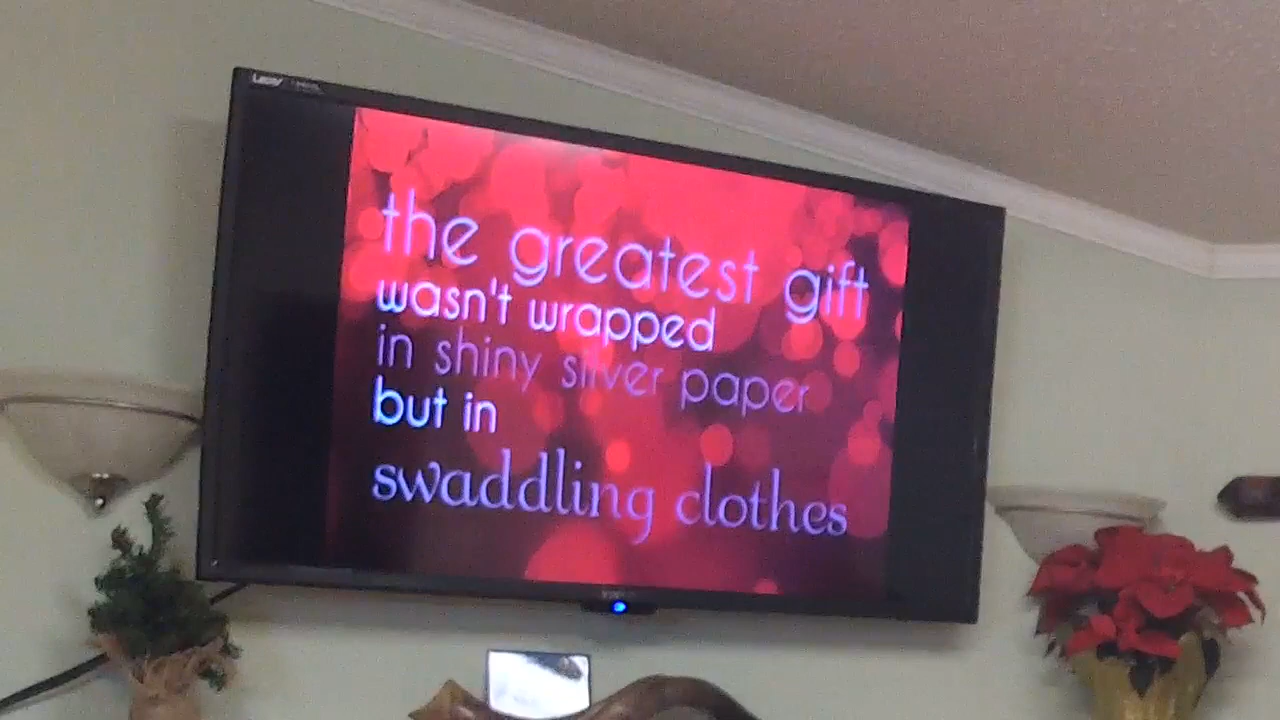 the greatest gift
wasn't wrapped
in shiny silver paper
but in
swaddling clothes